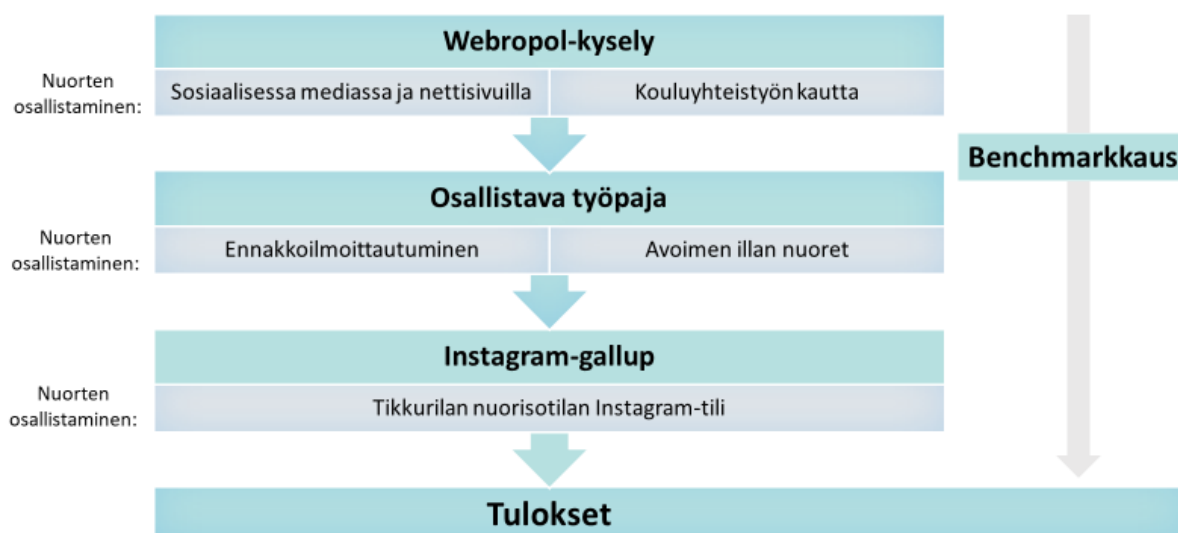 Webropol-kysely
Nuorten
osallistaminen:
Sosiaalisessa mediassa ja nettisivuilla
Kouluyhteistyön kautta
Benchmarkkaus
Osallistava työpaja
Nuorten
osallistaminen:
Ennakkoilmoittautuminen
Avoimen illan nuoret
Instagram-gallup
Nuorten
osallistaminen:
Tikkurilan nuorisotilan Instagram-tili
Tulokset